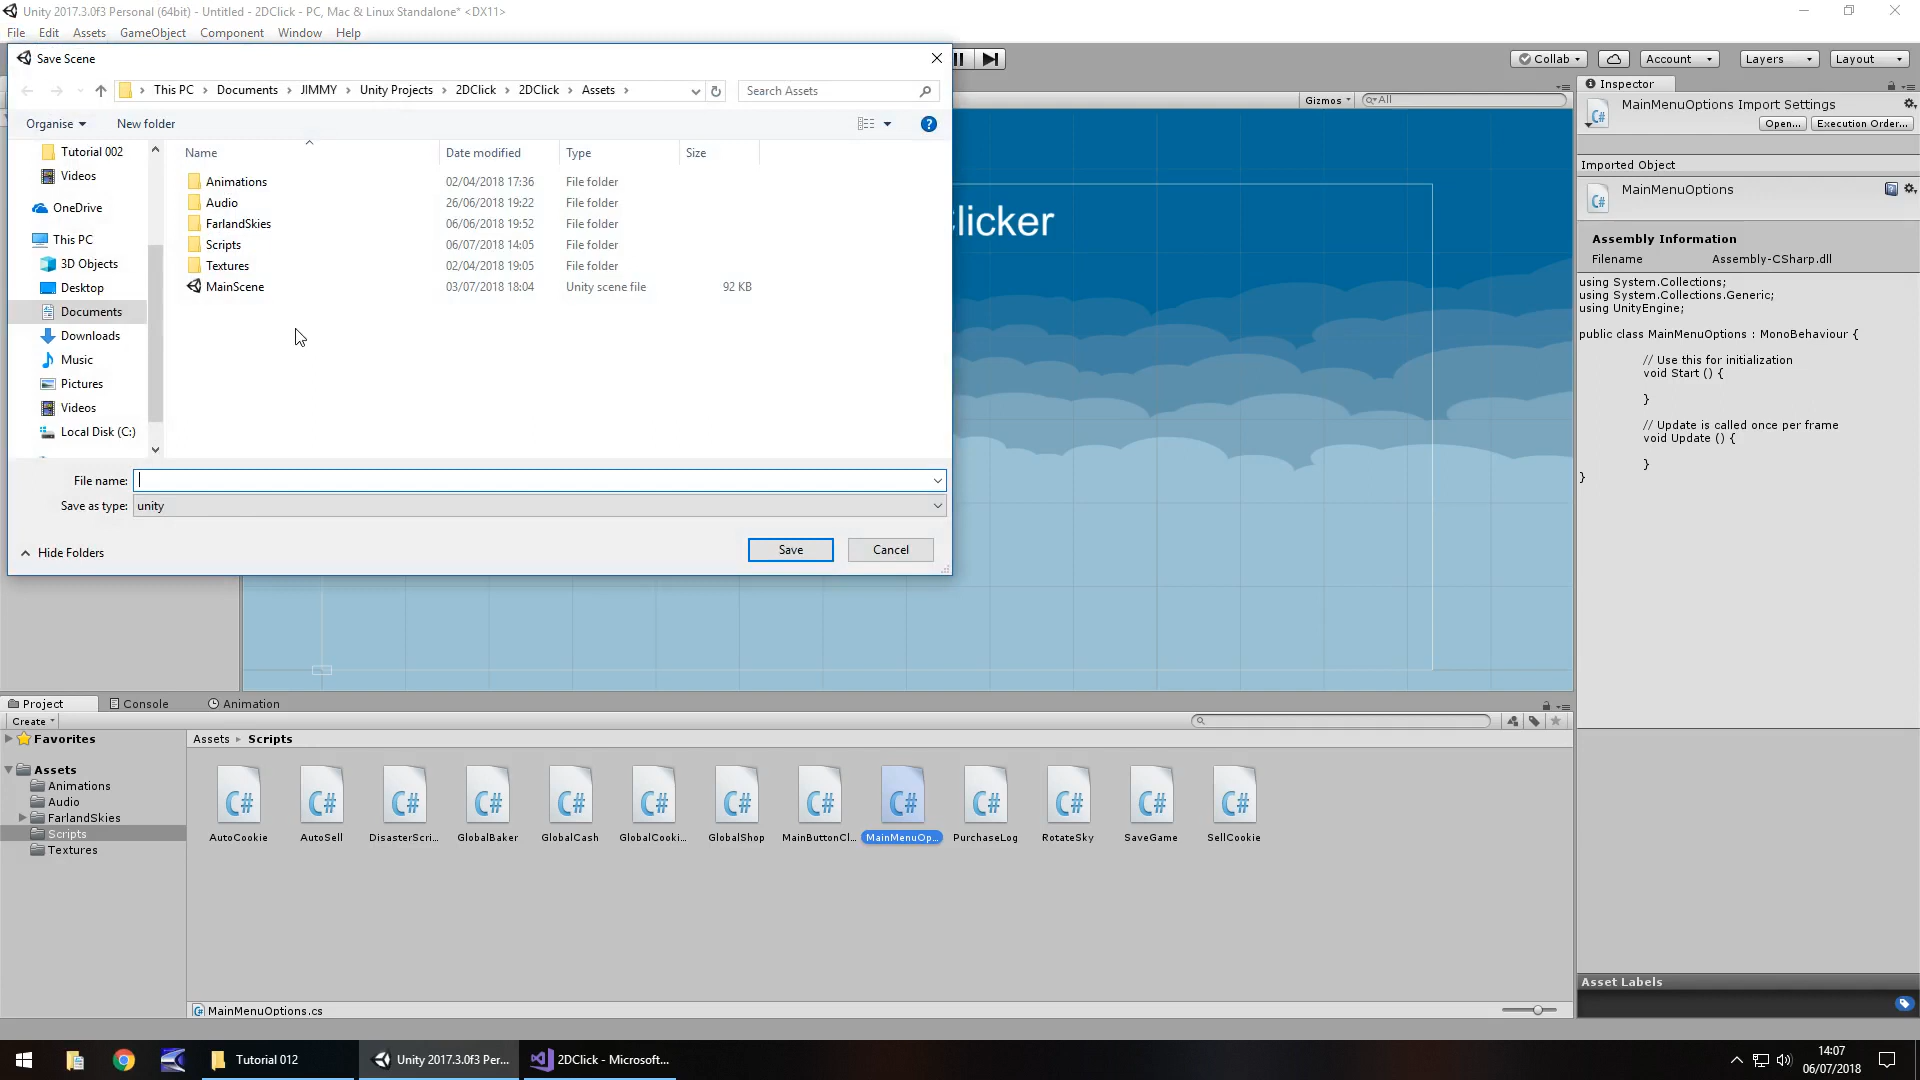 Unity 2017.3.0f3 Personal (64bit) - Untitled - 2DClick - PC, Mac & Linux Standalone* <DX11>
File Edit Assets GameObject Component Window Help
Save Scene
Collab Account Layers Layout
This PC Documents JIMMY Unity Projects 2DClick 2DClick Assets Search Assets
Organise New folder
Gizmos All
Inspector
MainMenuOptions Import Settings
Open... Execution Order...
Imported Object
MainMenuOptions
Assembly Information
Filename Assembly-CSharp.dll
using System.Collections;
using System.Collections.Generic;
using UnityEngine;
public class MainMenuOptions : MonoBehaviour {
// Use this for initialization
void Start () {
}
// Update is called once per frame
void Update () {
}
}
Asset Labels
Tutorial 002
Videos
OneDrive
This PC
3D Objects
Desktop
Documents
Downloads
Music
Pictures
Videos
Local Disk (C:)
Name Date modified Type Size
Animations 02/04/2018 17:36 File folder
Audio 26/06/2018 19:22 File folder
FarlandSkies 06/06/2018 19:52 File folder
Scripts 06/07/2018 14:05 File folder
Textures 02/04/2018 19:05 File folder
MainScene 03/07/2018 18:04 Unity scene file 92 KB
File name:
Save as type: unity
Hide Folders
Save Cancel
licker
Project Console Animation
Create
Favorites
Assets
Animations
Audio
FarlandSkies
Scripts
Textures
Assets Scripts
C# C# C# C# C# C# C# C# C# C# C# C# C#
AutoCookie AutoSell DisasterScri... GlobalBaker GlobalCash GlobalCooki... GlobalShop MainButtonCl... MainMenuOp... PurchaseLog RotateSky SaveGame SellCookie
MainMenuOptions.cs
Tutorial 012
Unity 2017.3.0f3 Per...
2DClick - Microsoft...
14:07
06/07/2018